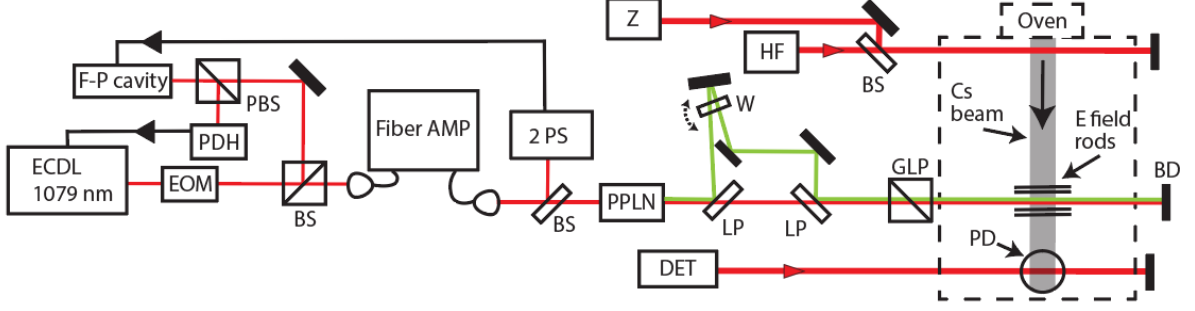 Z
Oven
HF
BS
F-P cavity
PBS
W
Cs
beam
E field
rods
Fiber AMP
2 PS
PDH
ECDL
1079 nm
EOM
BS
BS
PPLN
LP
LP
GLP
BD
PD
DET